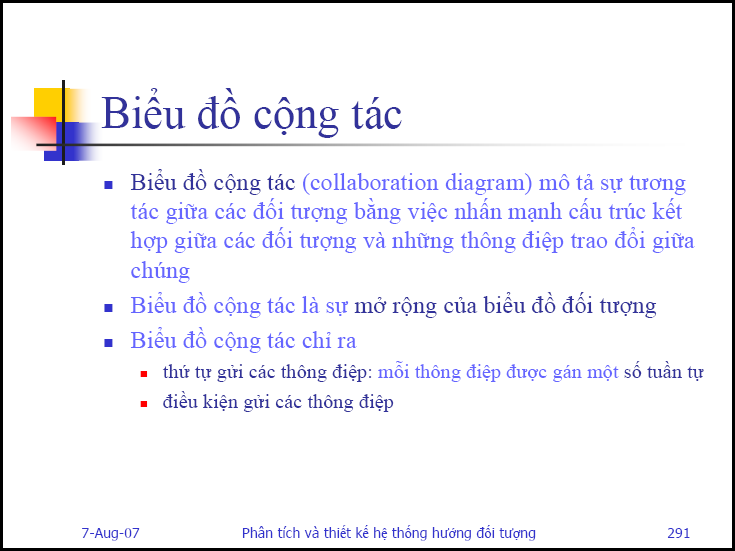 Biểu đồ cộng tác
Biểu đồ cộng tác (collaboration diagram) mô tả sự tương
tác giữa các đối tượng bằng việc nhấn mạnh cấu trúc kết
hợp giữa các đối tượng và những thông điệp trao đổi giữa
chúng
Biểu đồ cộng tác là sự mở rộng của biểu đồ đối tượng
Biểu đồ cộng tác chỉ ra
thứ tự gửi các thông điệp: mỗi thông điệp được gán một số tuần tự
điều kiện gửi các thông điệp
7-Aug-07 Phân tích và thiết kế hệ thống hướng đối tượng 291